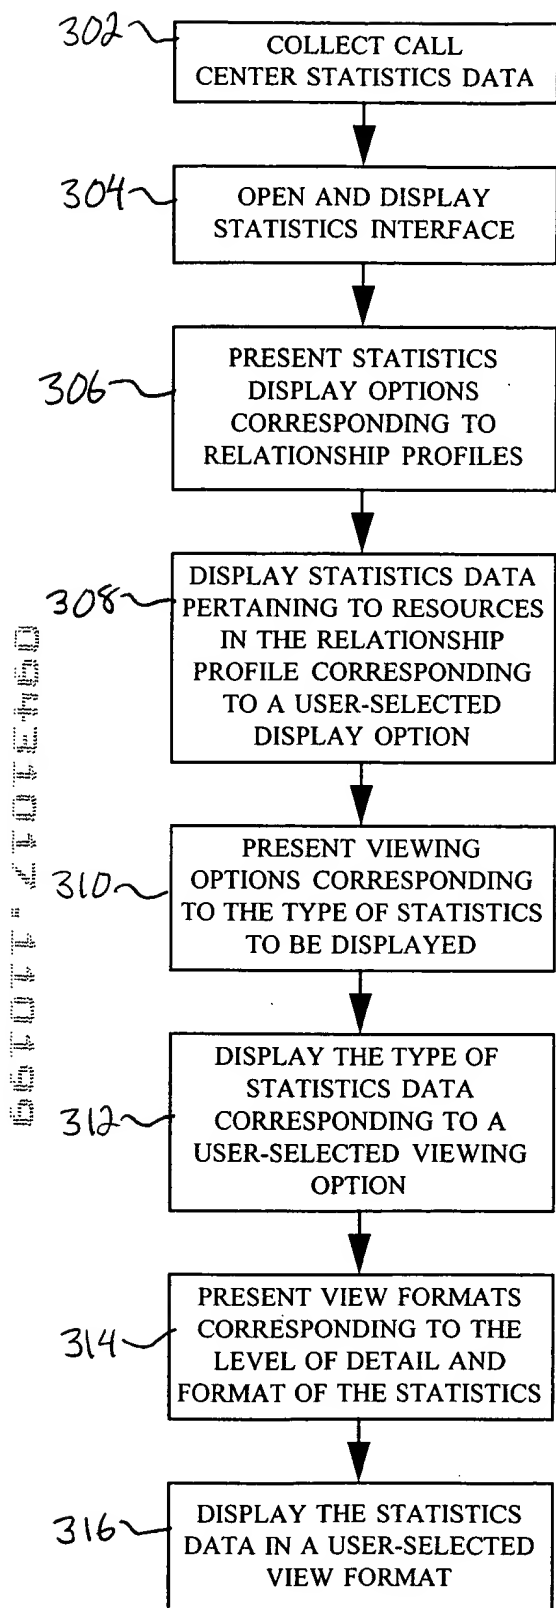 302
COLLECT CALL
CENTER STATISTICS DATA
304
OPEN AND DISPLAY
STATISTICS INTERFACE
306
PRESENT STATISTICS
DISPLAY OPTIONS
CORRESPONDING TO
RELATIONSHIP PROFILES
308
DISPLAY STATISTICS DATA
PERTAINING TO RESOURCES
IN THE RELATIONSHIP
PROFILE CORRESPONDING
TO A USER-SELECTED
DISPLAY OPTION
310
PRESENT VIEWING
OPTIONS CORRESPONDING
TO THE TYPE OF STATISTICS
TO BE DISPLAYED
312
DISPLAY THE TYPE OF
STATISTICS DATA
CORRESPONDING TO A
USER-SELECTED VIEWING
OPTION
314
PRESENT VIEW FORMATS
CORRESPONDING TO THE
LEVEL OF DETAIL AND
FORMAT OF THE STATISTICS
316
DISPLAY THE STATISTICS
DATA IN A USER-SELECTED
VIEW FORMAT